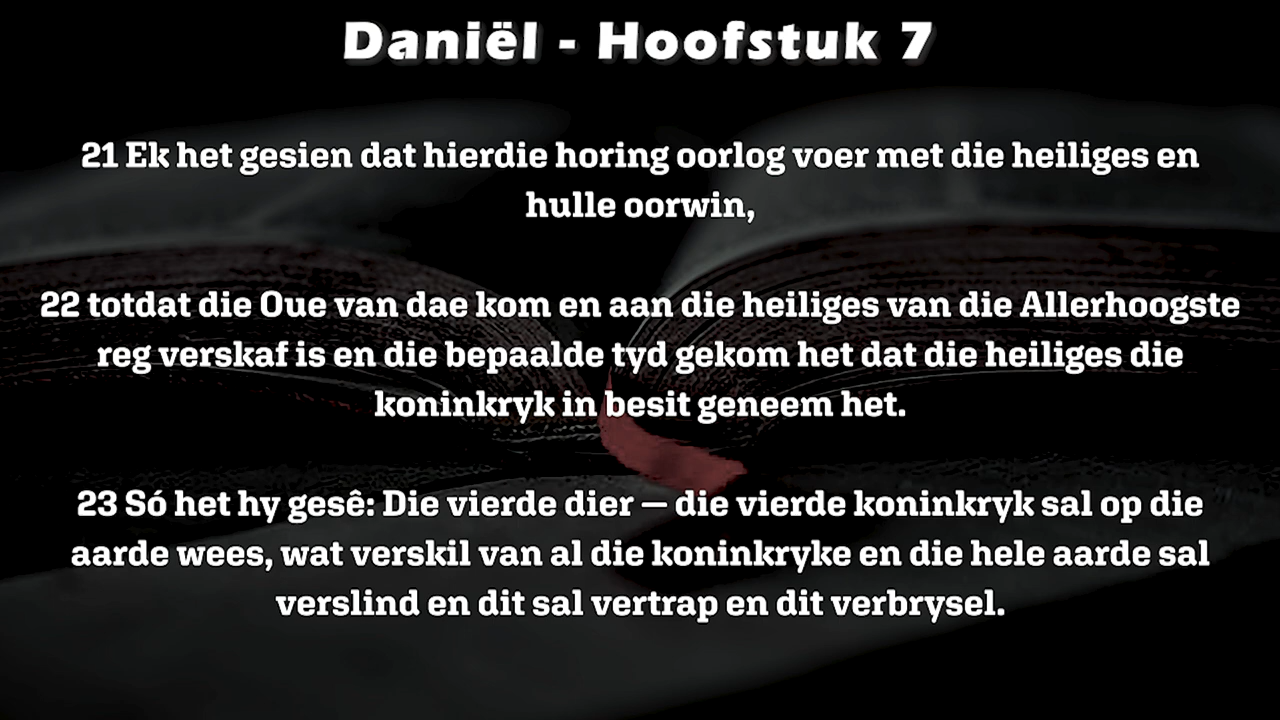 Daniël - Hoofstuk 7
21 Ek het gesien dat hierdie horing oorlog voer met die heiliges en
hulle oorwin,
22 totdat die Oue van dae kom en aan die heiliges van die Allerhoogste
reg verskaf is en die bepaalde tyd gekom het dat die heiliges die
koninkryk in besit geneem het.
23 Só het hy gesê: Die vierde dier — die vierde koninkryk sal op die
aarde wees, wat verskil van al die koninkryke en die hele aarde sal
verslind en dit sal vertrap en dit verbrysel.